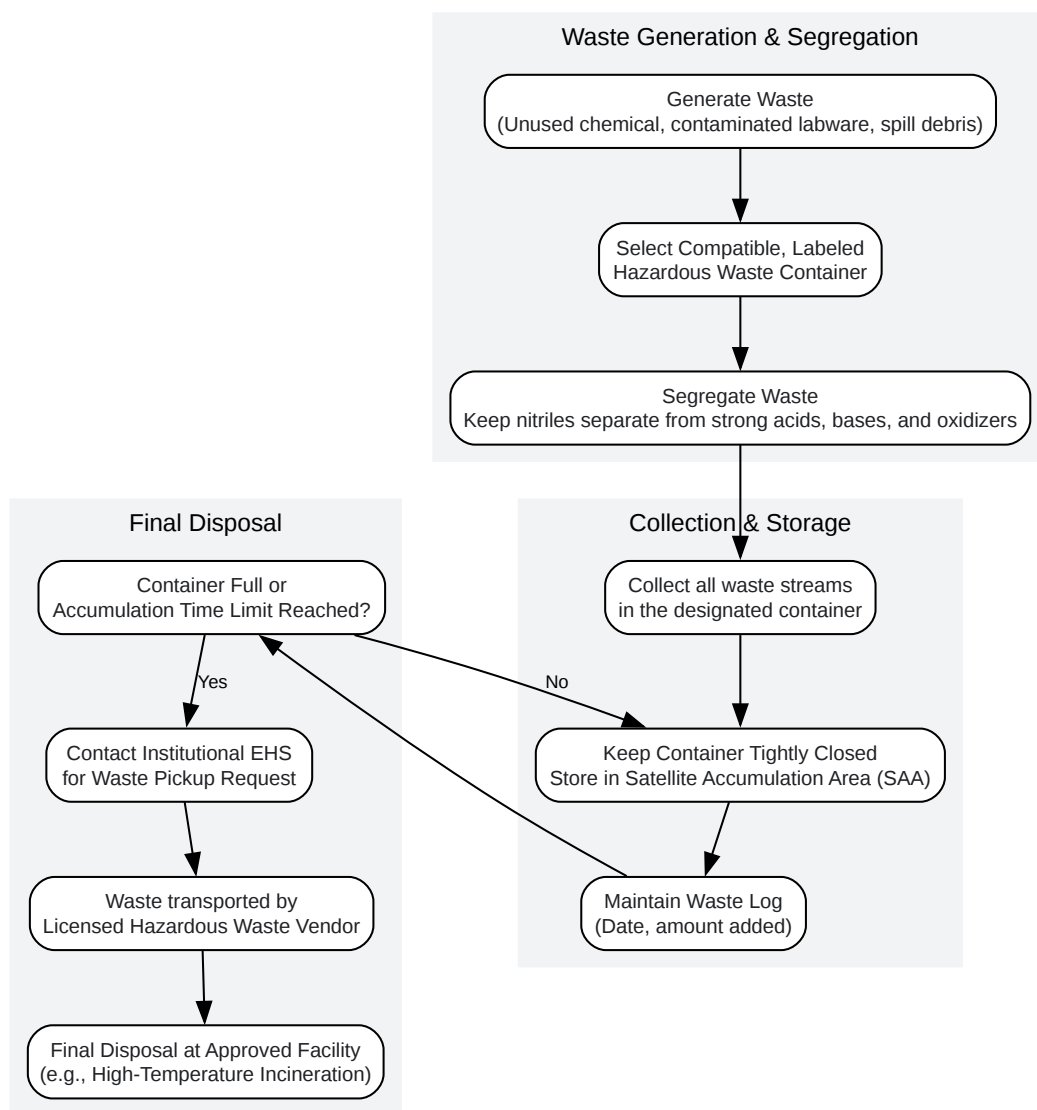 Waste Generation & Segregation
Generate Waste
(Unused chemical, contaminated labware, spill debris)
Select Compatible, Labeled
Hazardous Waste Container
Segregate Waste
Keep nitriles separate from strong acids, bases, and oxidizers
Collection & Storage
Collect all waste streams
in the designated container
Keep Container Tightly Closed
Store in Satellite Accumulation Area (SAA)
Maintain Waste Log
(Date, amount added)
Final Disposal
Container Full or
Accumulation Time Limit Reached?
Yes
No
Contact Institutional EHS
for Waste Pickup Request
Waste transported by
Licensed Hazardous Waste Vendor
Final Disposal at Approved Facility
(e.g., High-Temperature Incineration)